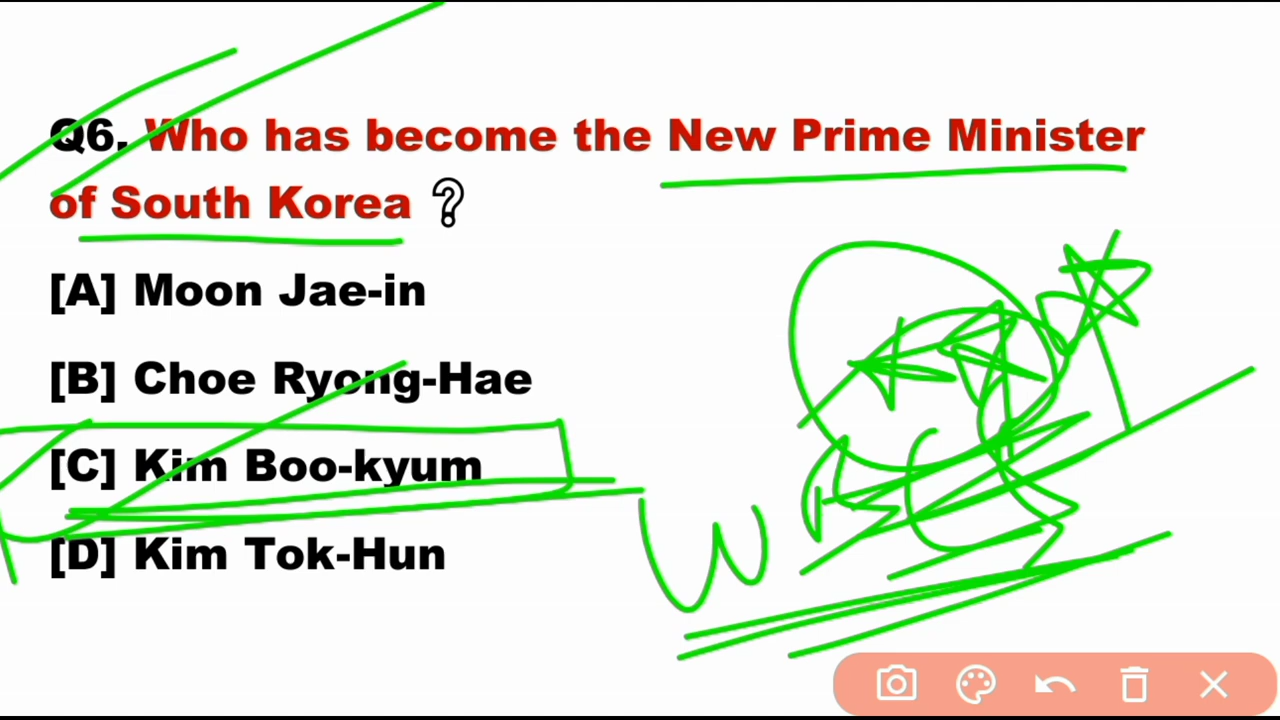 Q6. Who has become the New Prime Minister
of South Korea ?
[A] Moon Jae-in
[B] Choe Ryong-Hae
[C] Kim Boo-kyum
[D] Kim Tok-Hun